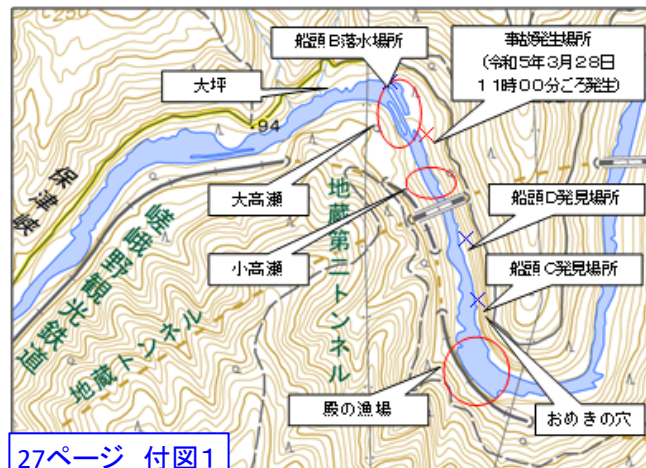 船頭B落水場所
事故発生場所
(令和5年3月28日
11時00分ごろ発生)
大坪
94
保津峡
大高瀬
地蔵第二トンネル
船頭D発見場所
嵯峨野観光鉄道
小高瀬
船頭C発見場所
地蔵トンネル
殿の漁場
おめきの穴
27ページ 付図1